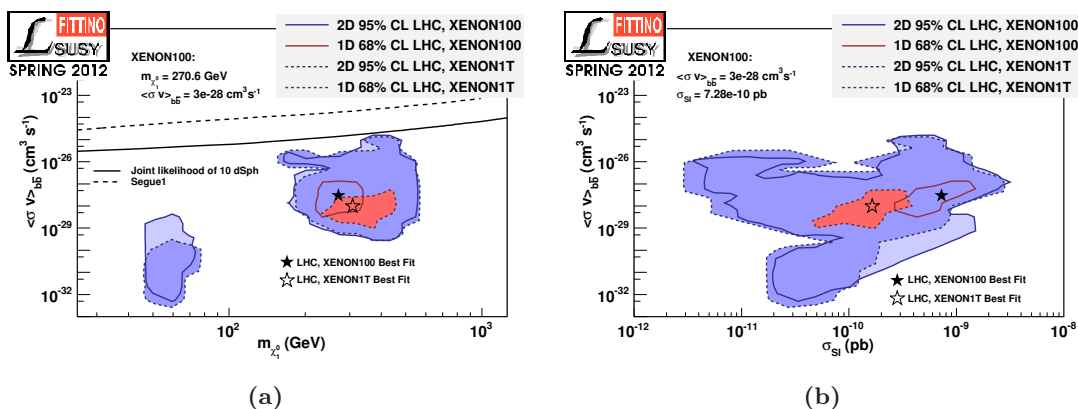 FITTINO
SUSY
SPRING 2012
2D 95% CL LHC, XENON100
1D 68% CL LHC, XENON100
2D 95% CL LHC, XENON1T
1D 68% CL LHC, XENON1T
XENON100:
m_χ̃₁⁰ = 270.6 GeV
<σ v>_bb̄ = 3e-28 cm³s⁻¹
<σ v>_bb̄ (cm³ s⁻¹)
10⁻²³
10⁻²⁶
10⁻²⁹
10⁻³²
Joint likelihood of 10 dSph
Segue1
LHC, XENON100 Best Fit
LHC, XENON1T Best Fit
10² 10³
m_χ̃₁⁰ (GeV)
(a)
FITTINO
SUSY
SPRING 2012
2D 95% CL LHC, XENON100
1D 68% CL LHC, XENON100
2D 95% CL LHC, XENON1T
1D 68% CL LHC, XENON1T
XENON100:
<σ v>_bb̄ = 3e-28 cm³s⁻¹
σ_SI = 7.28e-10 pb
<σ v>_bb̄ (cm³ s⁻¹)
10⁻²³
10⁻²⁶
10⁻²⁹
10⁻³²
LHC, XENON100 Best Fit
LHC, XENON1T Best Fit
10⁻¹² 10⁻¹¹ 10⁻¹⁰ 10⁻⁹ 10⁻⁸
σ_SI (pb)
(b)